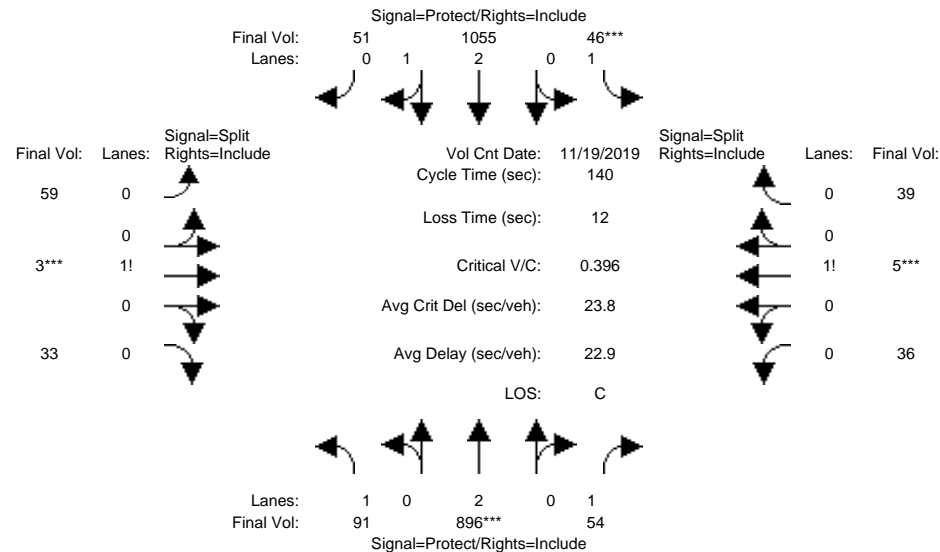 Signal=Protect/Rights=Include
Final Vol: 51 1055 46***
Lanes: 0 1 2 0 1
Signal=Split Signal=Split
Final Vol: Lanes: Rights=Include Vol Cnt Date: 11/19/2019 Rights=Include Lanes: Final Vol:
Cycle Time (sec): 140
59 0 0 39
Loss Time (sec): 12
0 0
3*** 1! Critical V/C: 0.396 1! 5***
0 Avg Crit Del (sec/veh): 23.8 0
33 0 Avg Delay (sec/veh): 22.9 0 36
LOS: C
Lanes: 1 0 2 0 1
Final Vol: 91 896*** 54
Signal=Protect/Rights=Include